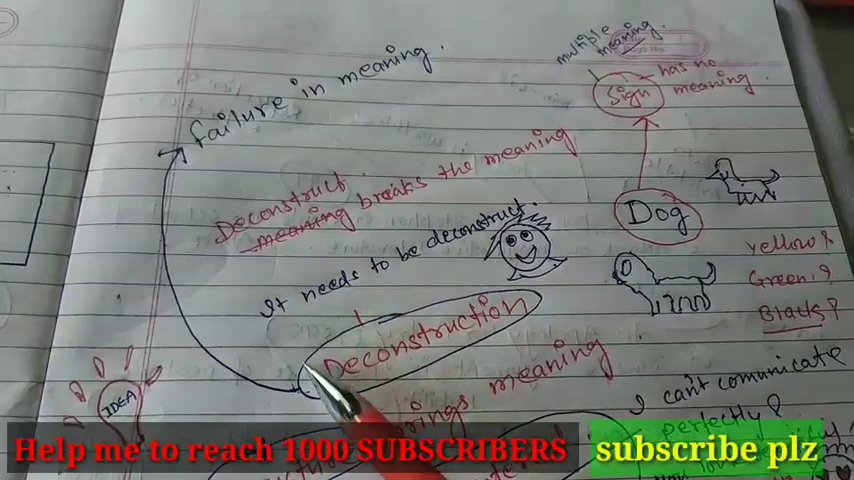 failure in meaning.
multiple
meaning.
Sign
has no
meaning
Deconstruct
meaning breaks the meaning
Dog
It needs to be deconstruct.
yellow?
Green?
Black?
Deconstruction
meaning
IDEA
I can't communicate
perfectly?
Help me to reach 1000 SUBSCRIBERS
subscribe plz